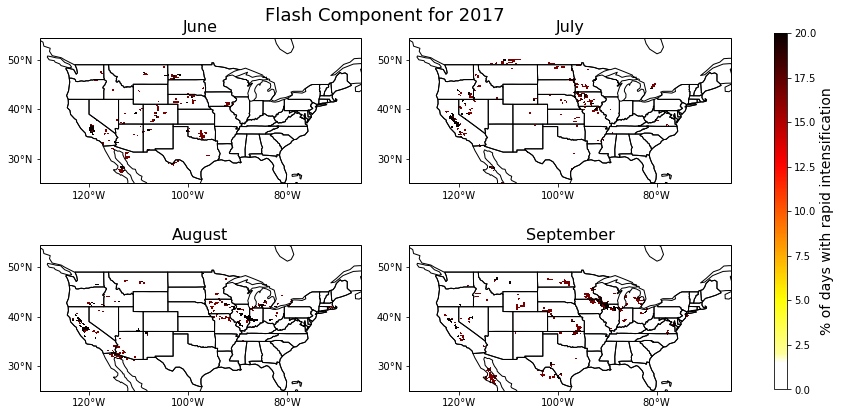 Flash Component for 2017
June
July
50°N
40°N
30°N
120°W
100°W
80°W
50°N
40°N
30°N
120°W
100°W
80°W
August
September
50°N
40°N
30°N
120°W
100°W
80°W
50°N
40°N
30°N
120°W
100°W
80°W
20.0
17.5
15.0
12.5
10.0
7.5
5.0
2.5
0.0
% of days with rapid intensification